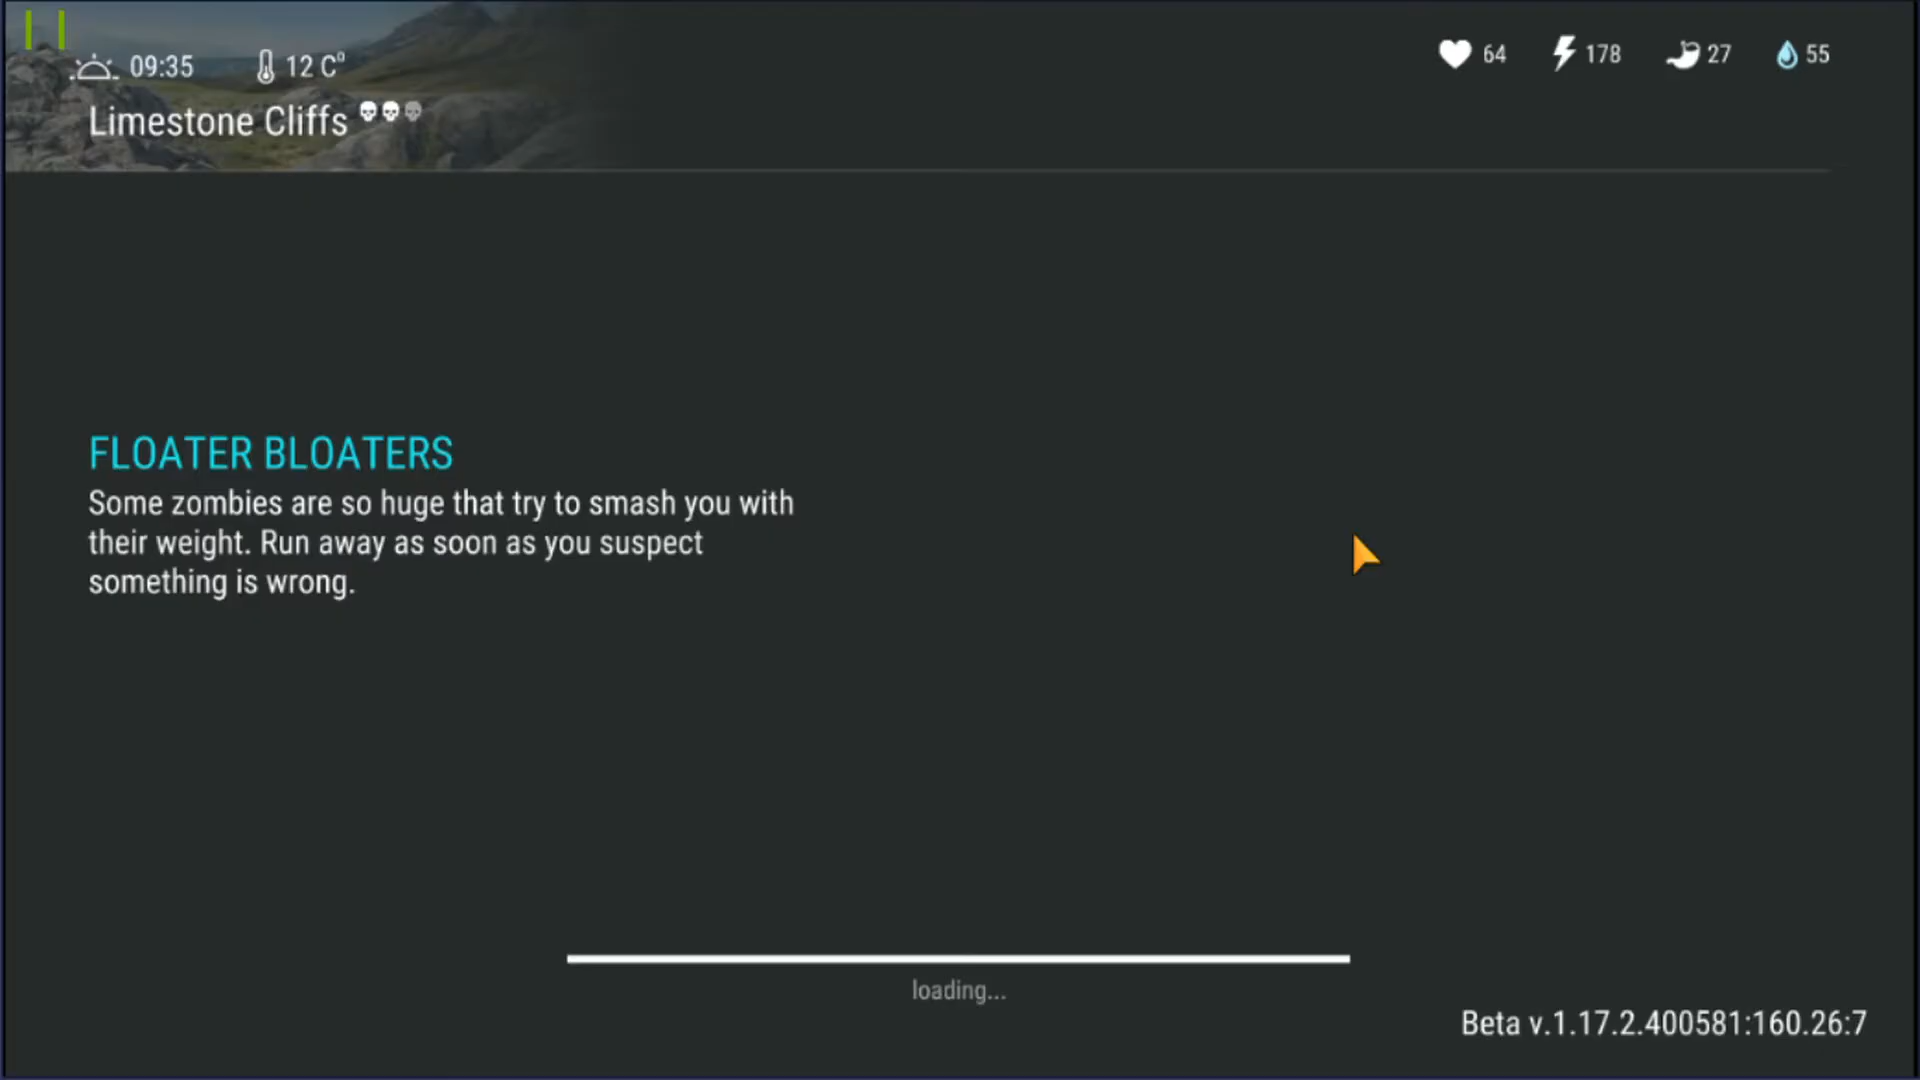 09:35 12 C°
64 178 27 55
Limestone Cliffs
FLOATER BLOATERS
Some zombies are so huge that try to smash you with
their weight. Run away as soon as you suspect
something is wrong.
loading...
Beta v.1.17.2.400581:160.26:7